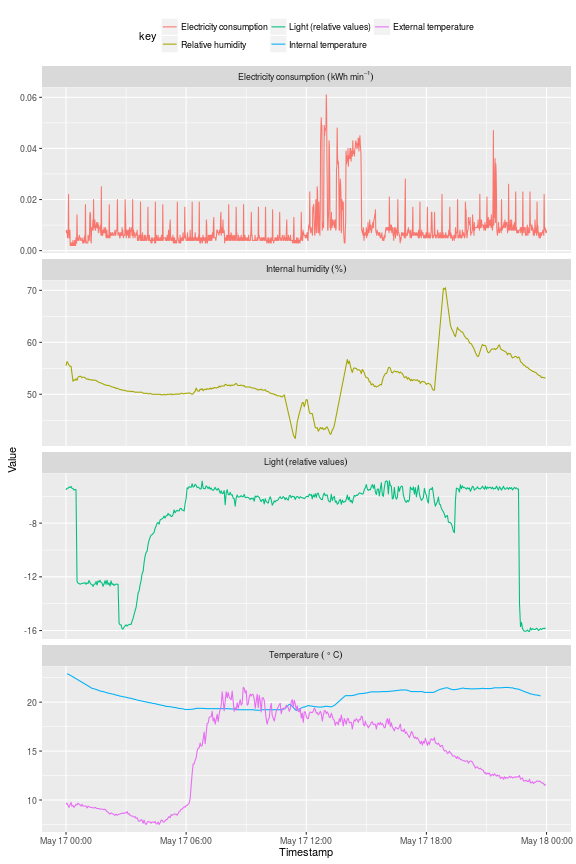 key
Electricity consumption Light (relative values) External temperature
Relative humidity Internal temperature
Electricity consumption (kWh min⁻¹)
0.06
0.04
0.02
0.00
Internal humidity (%)
70
60
50
Light (relative values)
-8
-12
-16
Temperature ( ° C)
20
15
10
Value
May 17 00:00 May 17 06:00 May 17 12:00 May 17 18:00 May 18 00:00
Timestamp